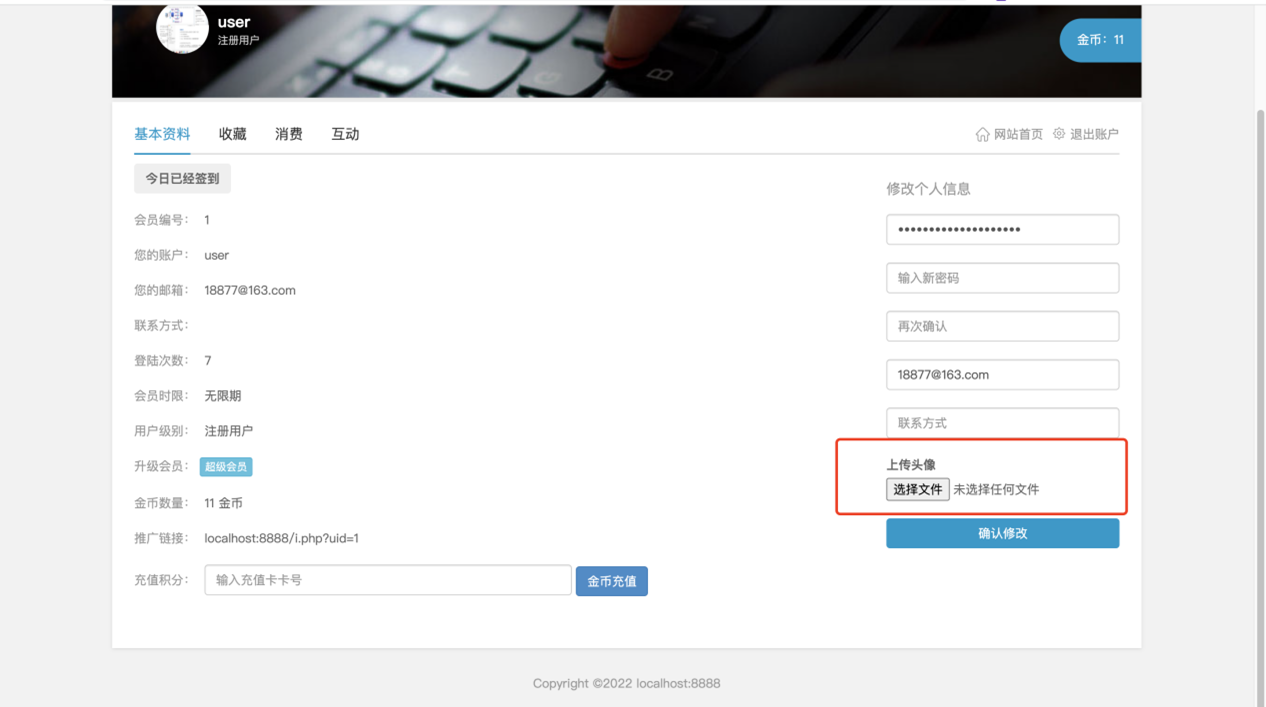 user
注册用户
金币：11
基本资料 收藏 消费 互动 网站首页 退出账户
今日已经签到
会员编号： 1
您的账户： user
您的邮箱： 18877@163.com
联系方式：
登陆次数： 7
会员时限： 无限期
用户级别： 注册用户
升级会员： 超级会员
金币数量： 11 金币
推广链接： localhost:8888/i.php?uid=1
充值积分： 输入充值卡卡号 金币充值
修改个人信息
••••••••••••••••••••
输入新密码
再次确认
18877@163.com
联系方式
上传头像
选择文件 未选择任何文件
确认修改
Copyright ©2022 localhost:8888